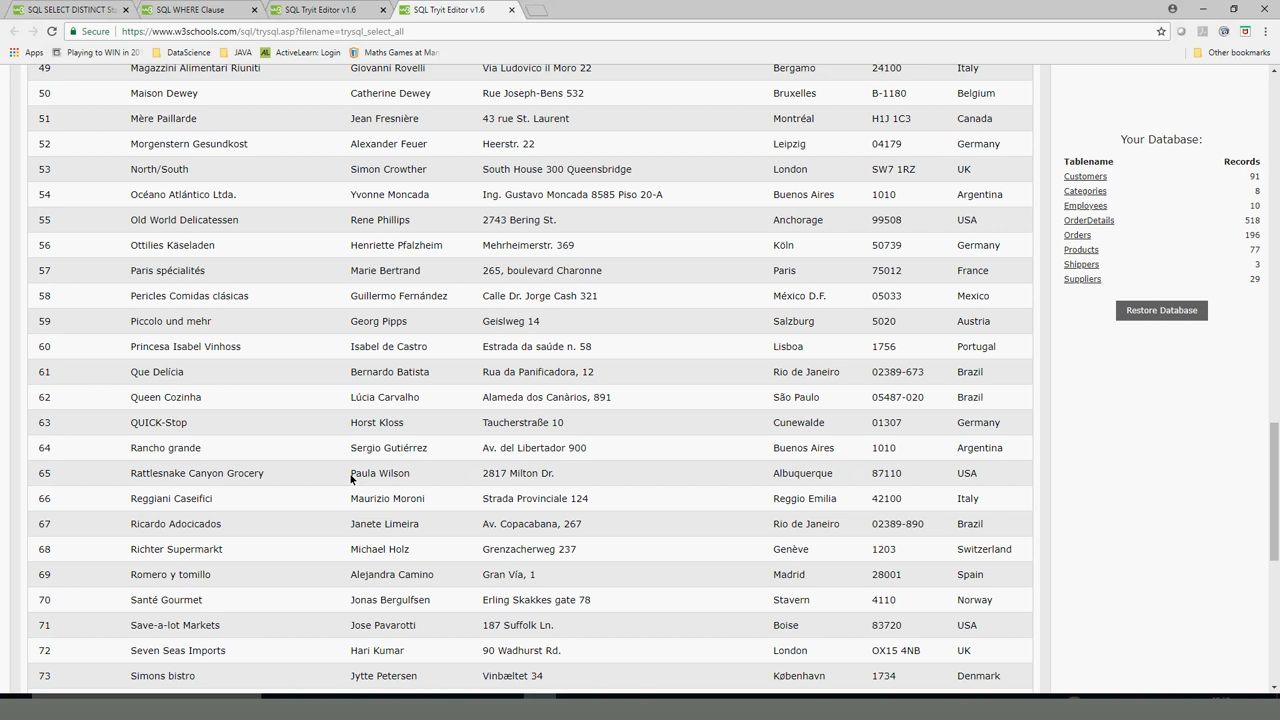 SQL SELECT DISTINCT St
SQL WHERE Clause
SQL Tryit Editor v1.6
SQL Tryit Editor v1.6
Secure
https://www.w3schools.com/sql/trysql.asp?filename=trysql_select_all
Apps
Playing to WIN in 20
DataScience
JAVA
ActiveLearn: Login
Maths Games at Man
Other bookmarks
49 Magazzini Alimentari Riuniti Giovanni Rovelli Via Ludovico il Moro 22 Bergamo 24100 Italy
50 Maison Dewey Catherine Dewey Rue Joseph-Bens 532 Bruxelles B-1180 Belgium
51 Mère Paillarde Jean Fresnière 43 rue St. Laurent Montréal H1J 1C3 Canada
52 Morgenstern Gesundkost Alexander Feuer Heerstr. 22 Leipzig 04179 Germany
53 North/South Simon Crowther South House 300 Queensbridge London SW7 1RZ UK
54 Océano Atlántico Ltda. Yvonne Moncada Ing. Gustavo Moncada 8585 Piso 20-A Buenos Aires 1010 Argentina
55 Old World Delicatessen Rene Phillips 2743 Bering St. Anchorage 99508 USA
56 Ottilies Käseladen Henriette Pfalzheim Mehrheimerstr. 369 Köln 50739 Germany
57 Paris spécialités Marie Bertrand 265, boulevard Charonne Paris 75012 France
58 Pericles Comidas clásicas Guillermo Fernández Calle Dr. Jorge Cash 321 México D.F. 05033 Mexico
59 Piccolo und mehr Georg Pipps Geislweg 14 Salzburg 5020 Austria
60 Princesa Isabel Vinhoss Isabel de Castro Estrada da saúde n. 58 Lisboa 1756 Portugal
61 Que Delícia Bernardo Batista Rua da Panificadora, 12 Rio de Janeiro 02389-673 Brazil
62 Queen Cozinha Lúcia Carvalho Alameda dos Canàrios, 891 São Paulo 05487-020 Brazil
63 QUICK-Stop Horst Kloss Taucherstraße 10 Cunewalde 01307 Germany
64 Rancho grande Sergio Gutiérrez Av. del Libertador 900 Buenos Aires 1010 Argentina
65 Rattlesnake Canyon Grocery Paula Wilson 2817 Milton Dr. Albuquerque 87110 USA
66 Reggiani Caseifici Maurizio Moroni Strada Provinciale 124 Reggio Emilia 42100 Italy
67 Ricardo Adocicados Janete Limeira Av. Copacabana, 267 Rio de Janeiro 02389-890 Brazil
68 Richter Supermarkt Michael Holz Grenzacherweg 237 Genève 1203 Switzerland
69 Romero y tomillo Alejandra Camino Gran Vía, 1 Madrid 28001 Spain
70 Santé Gourmet Jonas Bergulfsen Erling Skakkes gate 78 Stavern 4110 Norway
71 Save-a-lot Markets Jose Pavarotti 187 Suffolk Ln. Boise 83720 USA
72 Seven Seas Imports Hari Kumar 90 Wadhurst Rd. London OX15 4NB UK
73 Simons bistro Jytte Petersen Vinbæltet 34 København 1734 Denmark
Your Database:
Tablename Records
Customers 91
Categories 8
Employees 10
OrderDetails 518
Orders 196
Products 77
Shippers 3
Suppliers 29
Restore Database